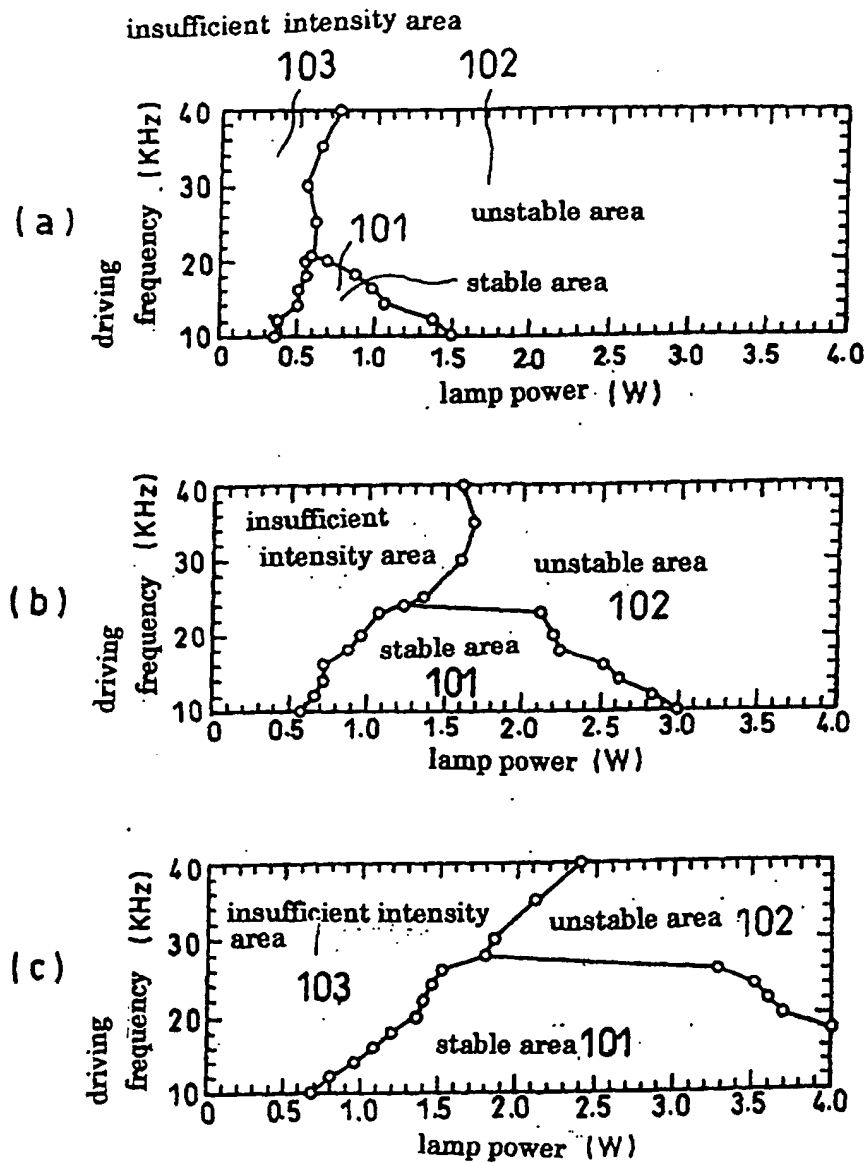 insufficient intensity area
103 102
(a)
driving
frequency (KHz)
40
30
20
10
unstable area
101
stable area
0 0.5 1.0 1.5 2.0 2.5 3.0 3.5 4.0
lamp power (W)
(b)
driving
frequency (KHz)
40
30
20
10
insufficient
intensity area
unstable area
102
stable area
101
0 0.5 1.0 1.5 2.0 2.5 3.0 3.5 4.0
lamp power (W)
(c)
driving
frequency (KHz)
40
30
20
10
insufficient intensity
area
103
unstable area 102
stable area 101
0 0.5 1.0 1.5 2.0 2.5 3.0 3.5 4.0
lamp power (W)